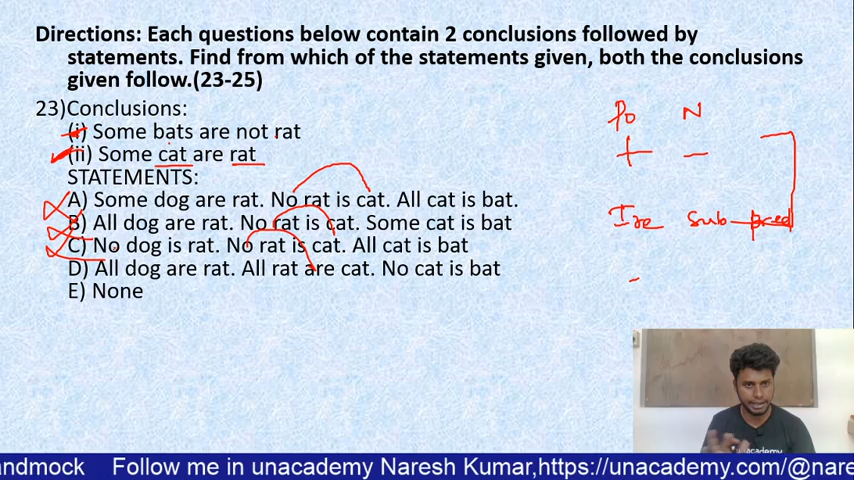 Directions: Each questions below contain 2 conclusions followed by
statements. Find from which of the statements given, both the conclusions
given follow.(23-25)
23)Conclusions:
(i) Some bats are not rat
(ii) Some cat are rat
STATEMENTS:
A) Some dog are rat. No rat is cat. All cat is bat.
B) All dog are rat. No rat is cat. Some cat is bat
C) No dog is rat. No rat is cat. All cat is bat
D) All dog are rat. All rat are cat. No cat is bat
E) None
Po N
+ −
Ire Sub pred
unacademy
andmock Follow me in unacademy Naresh Kumar,https://unacademy.com/@nare